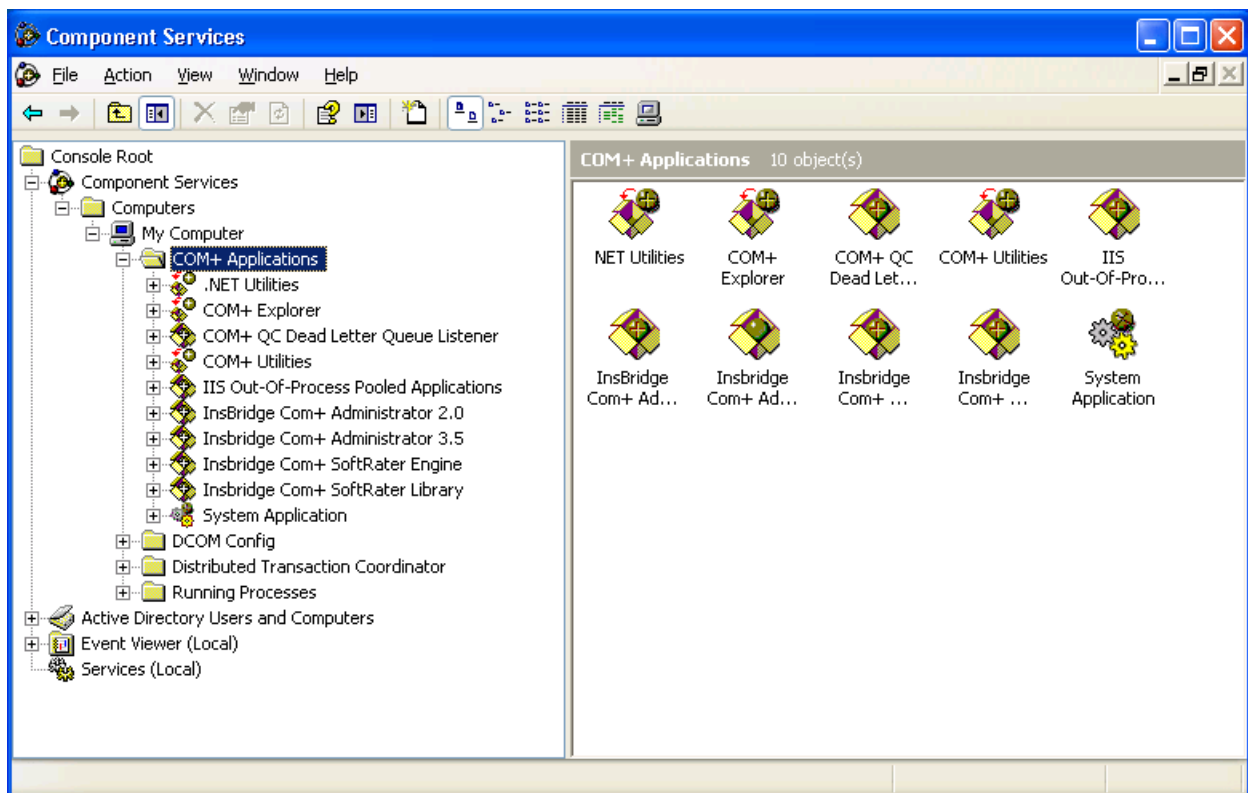 Component Services
File Action View Window Help
Console Root
Component Services
Computers
My Computer
COM+ Applications
.NET Utilities
COM+ Explorer
COM+ QC Dead Letter Queue Listener
COM+ Utilities
IIS Out-Of-Process Pooled Applications
InsBridge Com+ Administrator 2.0
Insbridge Com+ Administrator 3.5
Insbridge Com+ SoftRater Engine
Insbridge Com+ SoftRater Library
System Application
DCOM Config
Distributed Transaction Coordinator
Running Processes
Active Directory Users and Computers
Event Viewer (Local)
Services (Local)
COM+ Applications 10 object(s)
NET Utilities
COM+
Explorer
COM+ QC
Dead Let...
COM+ Utilities
IIS
Out-Of-Pro...
InsBridge
Com+ Ad...
Insbridge
Com+ Ad...
Insbridge
Com+ ...
Insbridge
Com+ ...
System
Application